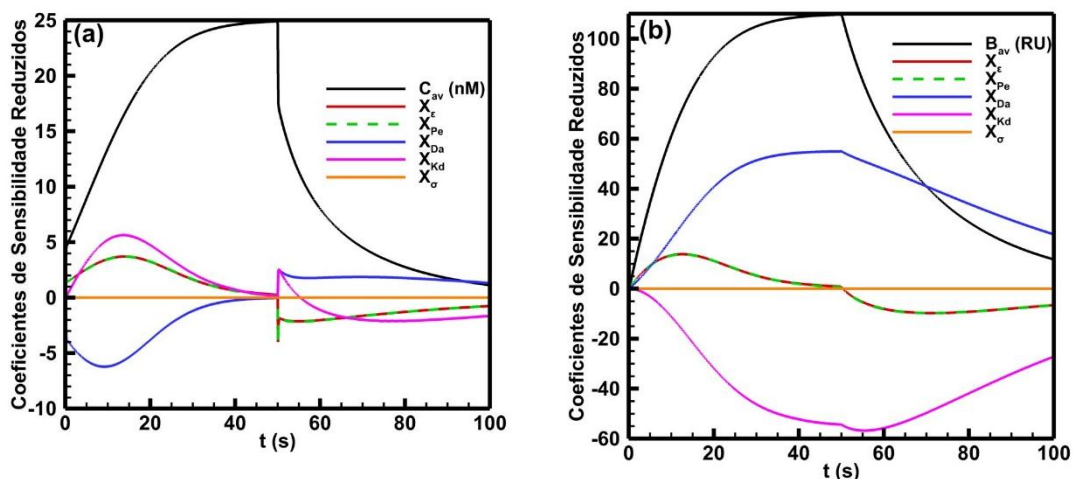 (a)
Coeficientes de Sensibilidade Reduzidos
25
20
15
10
5
0
-5
-10
C_av (nM)
X_ε
X_Pe
X_Da
X_Kd
X_σ
0 20 40 60 80 100
t (s)
(b)
Coeficientes de Sensibilidade Reduzidos
100
80
60
40
20
0
-20
-40
-60
B_av (RU)
X_ε
X_Pe
X_Da
X_Kd
X_σ
0 20 40 60 80 100
t (s)